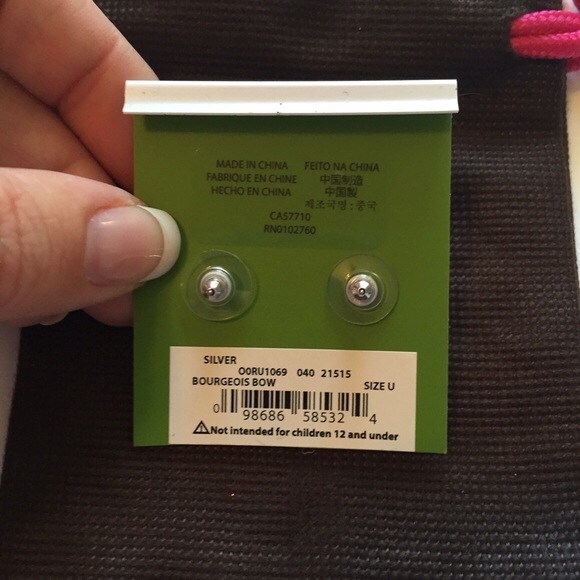 MADE IN CHINA FEITO NA CHINA
FABRIQUE EN CHINE 中国制造
HECHO EN CHINA 中国製
재조국명 : 중국
CA57710
RN0102760
SILVER
O0RU1069 040 21515
BOURGEOIS BOW SIZE U
0 98686 58532 4
⚠Not intended for children 12 and under